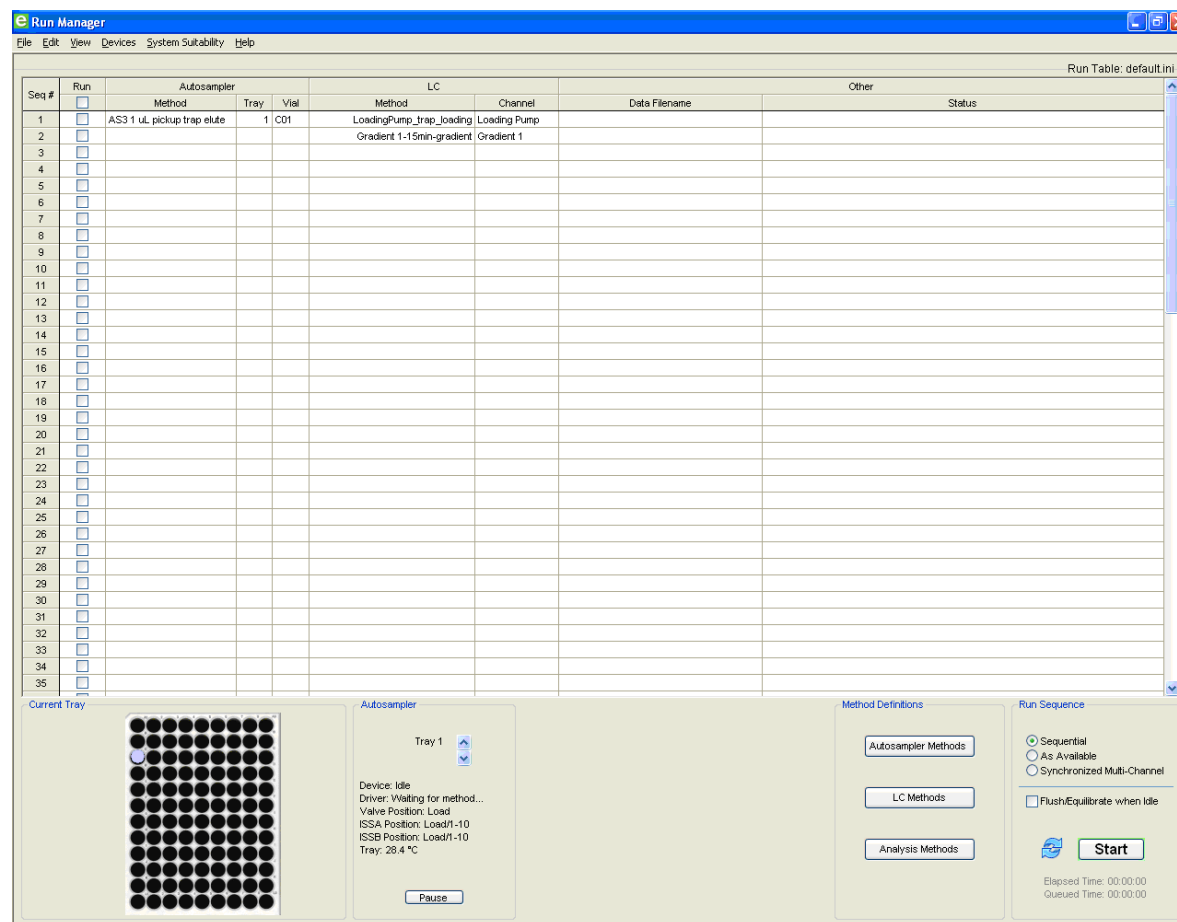 e Run Manager
File Edit View Devices System Suitability Help
Run Table: default.ini
Seq # Run Autosampler LC Other
Method Tray Vial Method Channel Data Filename Status
1 AS3 1 uL pickup trap elute 1 C01 LoadingPump_trap_loading Loading Pump
2 Gradient 1-15min-gradient Gradient 1
3
4
5
6
7
8
9
10
11
12
13
14
15
16
17
18
19
20
21
22
23
24
25
26
27
28
29
30
31
32
33
34
35
Current Tray Autosampler Method Definitions Run Sequence
Tray 1
Device: Idle
Driver: Waiting for method...
Valve Position: Load
ISSA Position: Load/1-10
ISSB Position: Load/1-10
Tray: 28.4 °C
Pause
Autosampler Methods
LC Methods
Analysis Methods
Sequential
As Available
Synchronized Multi-Channel
Flush/Equilibrate when Idle
Start
Elapsed Time: 00:00:00
Queued Time: 00:00:00